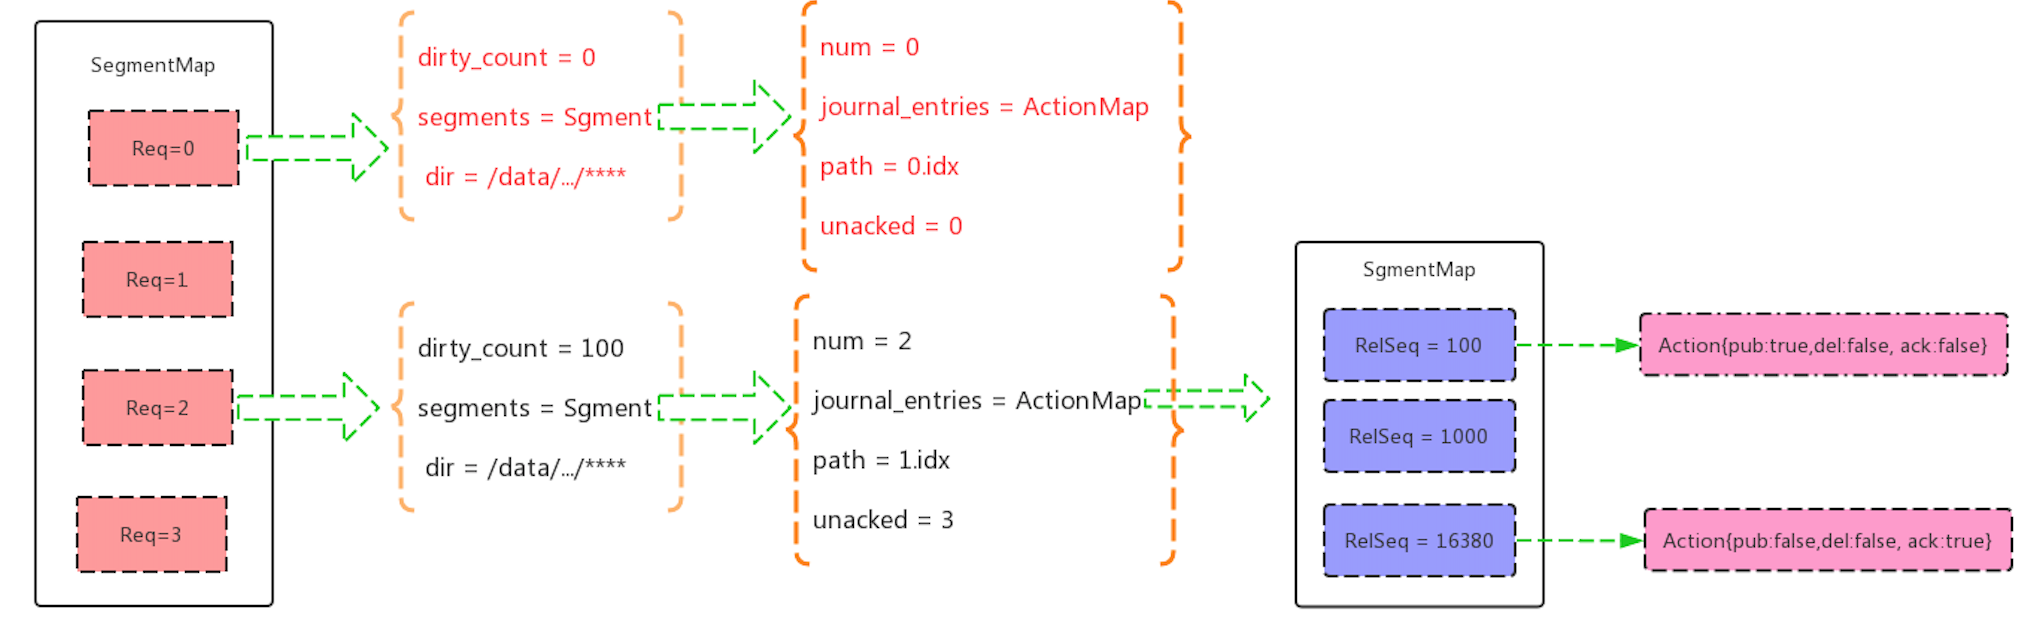 SegmentMap
Req=0
Req=1
Req=2
Req=3
dirty_count = 0
segments = Sgment
dir = /data/.../****
num = 0
journal_entries = ActionMap
path = 0.idx
unacked = 0
dirty_count = 100
segments = Sgment
dir = /data/.../****
num = 2
journal_entries = ActionMap
path = 1.idx
unacked = 3
SgmentMap
RelSeq = 100
RelSeq = 1000
RelSeq = 16380
Action{pub:true,del:false, ack:false}
Action{pub:false,del:false, ack:true}